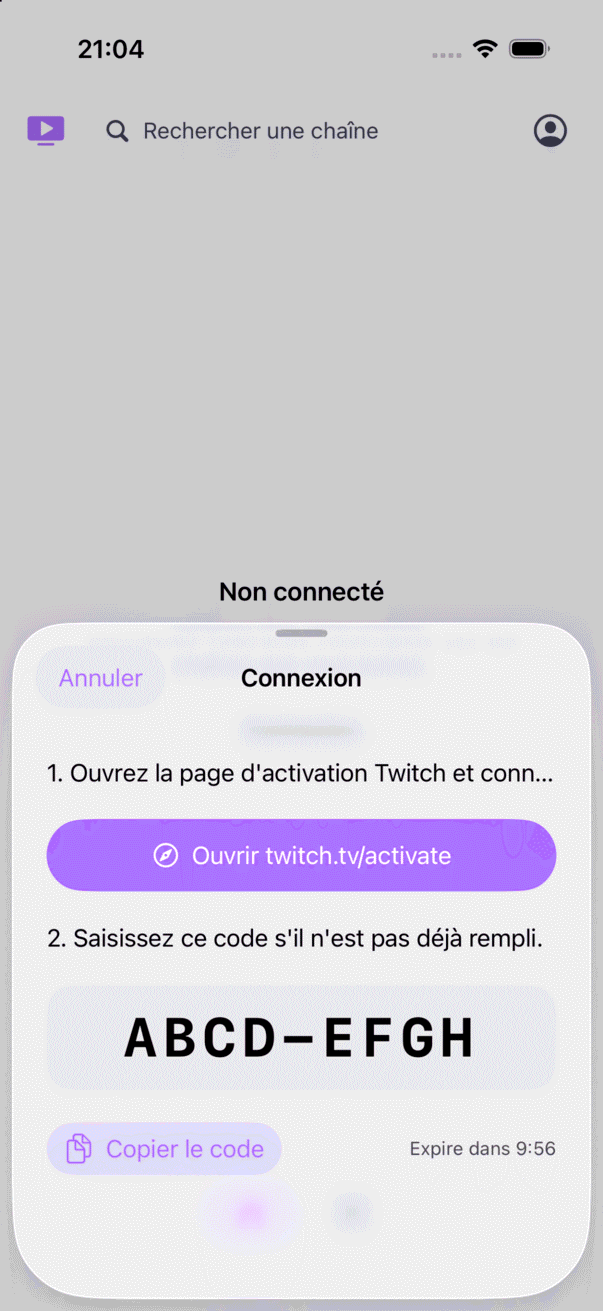 21:04
Rechercher une chaîne
Non connecté
Annuler
Connexion
1. Ouvrez la page d'activation Twitch et conn...
Ouvrir twitch.tv/activate
2. Saisissez ce code s'il n'est pas déjà rempli.
ABCD-EFGH
Copier le code
Expire dans 9:56